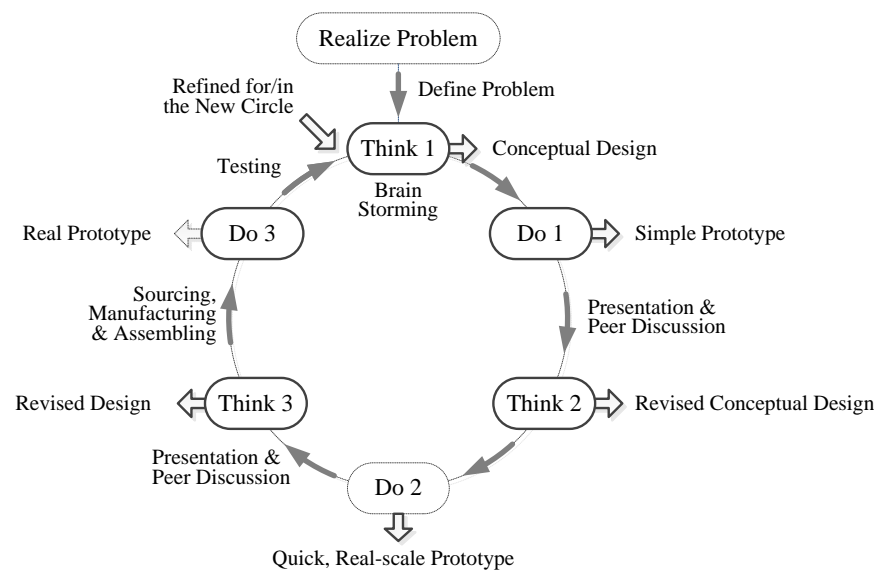 Realize Problem
Define Problem
Refined for/in
the New Circle
Think 1
Conceptual Design
Brain
Storming
Testing
Do 3
Real Prototype
Do 1
Simple Prototype
Sourcing,
Manufacturing
& Assembling
Presentation &
Peer Discussion
Revised Design
Think 3
Think 2
Revised Conceptual Design
Presentation &
Peer Discussion
Do 2
Quick, Real-scale Prototype